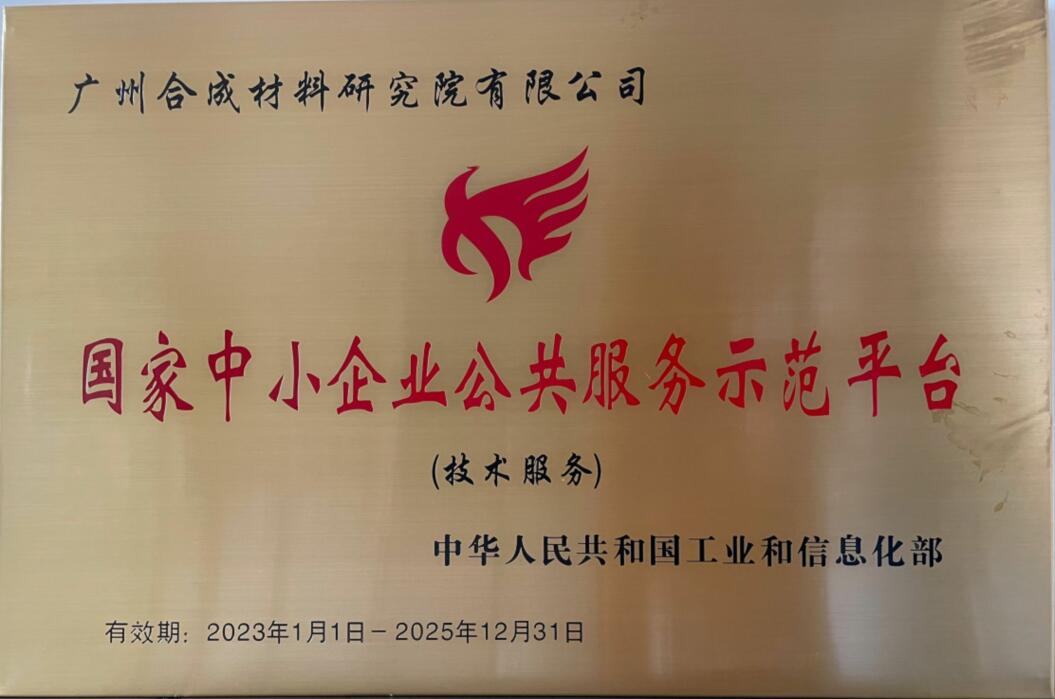 广州合成材料研究院有限公司
国家中小企业公共服务示范平台
(技术服务)
中华人民共和国工业和信息化部
有效期：2023年1月1日－2025年12月31日